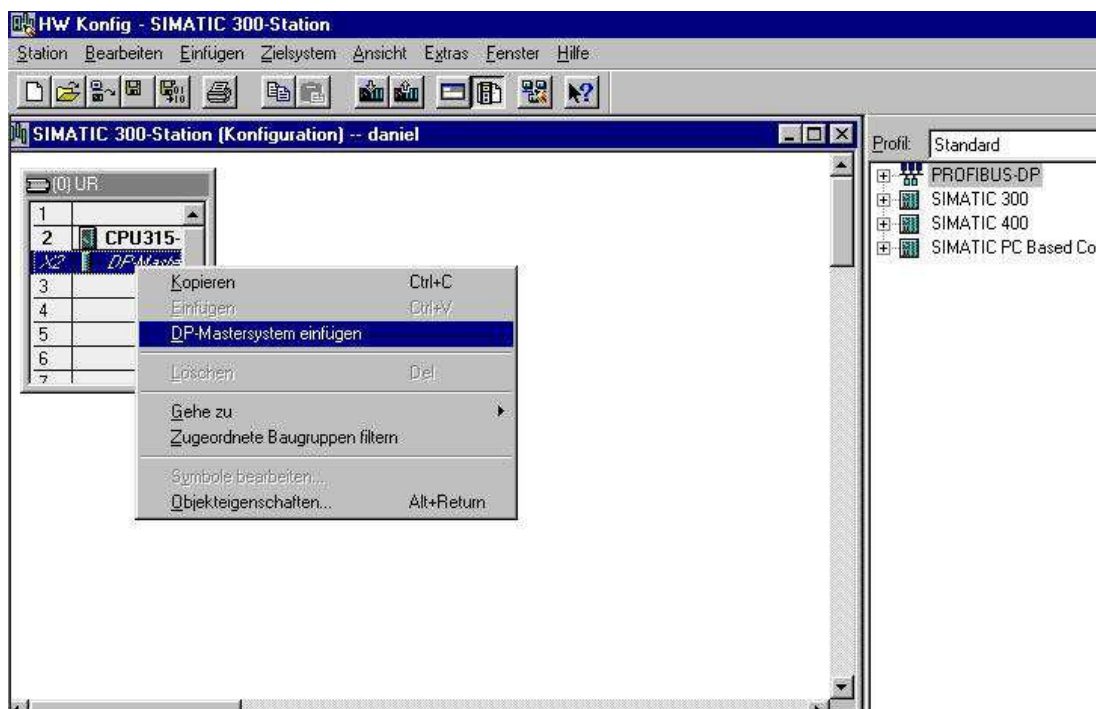 HW Konfig - SIMATIC 300-Station
Station Bearbeiten Einfügen Zielsystem Ansicht Extras Fenster Hilfe
SIMATIC 300-Station (Konfiguration) -- daniel
(0) UR
1
2 CPU315-
X2
3
4
5
6
7
Kopieren Ctrl+C
Einfügen Ctrl+V
DP-Mastersystem einfügen
Löschen Del
Gehe zu
Zugeordnete Baugruppen filtern
Symbole bearbeiten...
Objekteigenschaften... Alt+Return
Profil: Standard
PROFIBUS-DP
SIMATIC 300
SIMATIC 400
SIMATIC PC Based Co